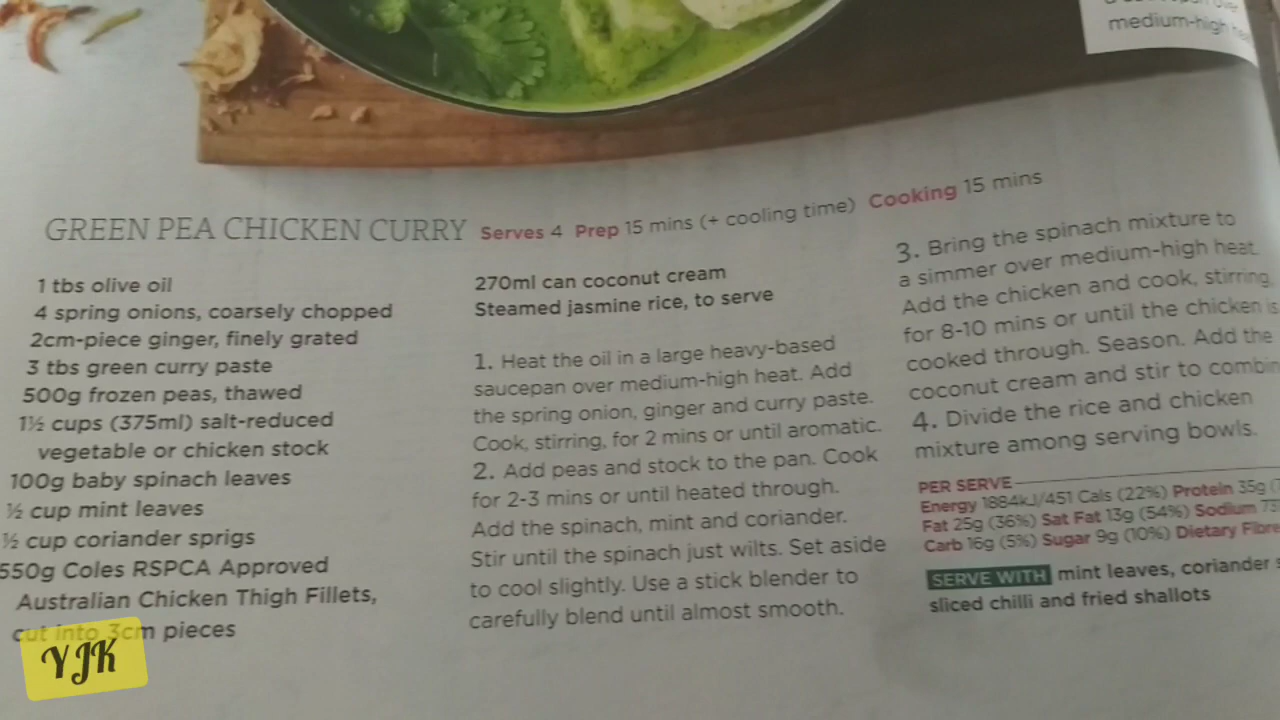 medium-high
GREEN PEA CHICKEN CURRY Serves 4 Prep 15 mins (+ cooling time) Cooking 15 mins
1 tbs olive oil
4 spring onions, coarsely chopped
2cm-piece ginger, finely grated
3 tbs green curry paste
500g frozen peas, thawed
1½ cups (375ml) salt-reduced
vegetable or chicken stock
100g baby spinach leaves
½ cup mint leaves
½ cup coriander sprigs
550g Coles RSPCA Approved
Australian Chicken Thigh Fillets,
cut into 3cm pieces
270ml can coconut cream
Steamed jasmine rice, to serve
1. Heat the oil in a large heavy-based
saucepan over medium-high heat. Add
the spring onion, ginger and curry paste.
Cook, stirring, for 2 mins or until aromatic.
2. Add peas and stock to the pan. Cook
for 2-3 mins or until heated through.
Add the spinach, mint and coriander.
Stir until the spinach just wilts. Set aside
to cool slightly. Use a stick blender to
carefully blend until almost smooth.
3. Bring the spinach mixture to
a simmer over medium-high heat.
Add the chicken and cook, stirring,
for 8-10 mins or until the chicken is
cooked through. Season. Add the
coconut cream and stir to combin
4. Divide the rice and chicken
mixture among serving bowls.
PER SERVE
Energy 1884kJ/451 Cals (22%) Protein 35g
Fat 25g (36%) Sat Fat 13g (54%) Sodium
Carb 16g (5%) Sugar 9g (10%) Dietary Fibre
SERVE WITH mint leaves, coriander
sliced chilli and fried shallots
YJK